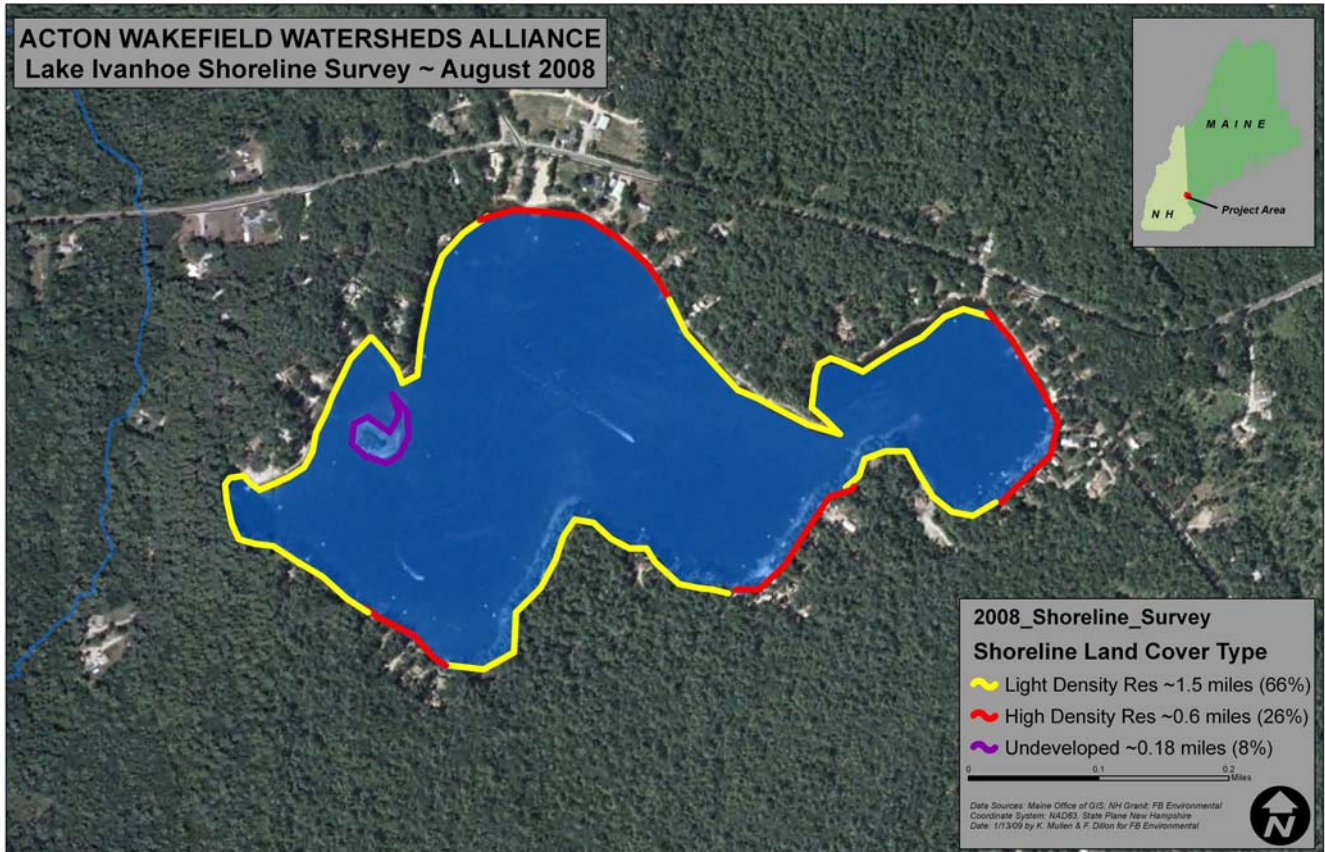 ACTON WAKEFIELD WATERSHEDS ALLIANCE
Lake Ivanhoe Shoreline Survey ~ August 2008
MAINE
NH
Project Area
2008_Shoreline_Survey
Shoreline Land Cover Type
Light Density Res ~1.5 miles (66%)
High Density Res ~0.6 miles (26%)
Undeveloped ~0.18 miles (8%)
0 0.1 0.2
Miles
Data Sources: Maine Office of GIS; NH Granit; FB Environmental
Coordinate System: NAD83, State Plane New Hampshire
Date: 1/13/09 by K. Mullen & F. Dillon for FB Environmental
N